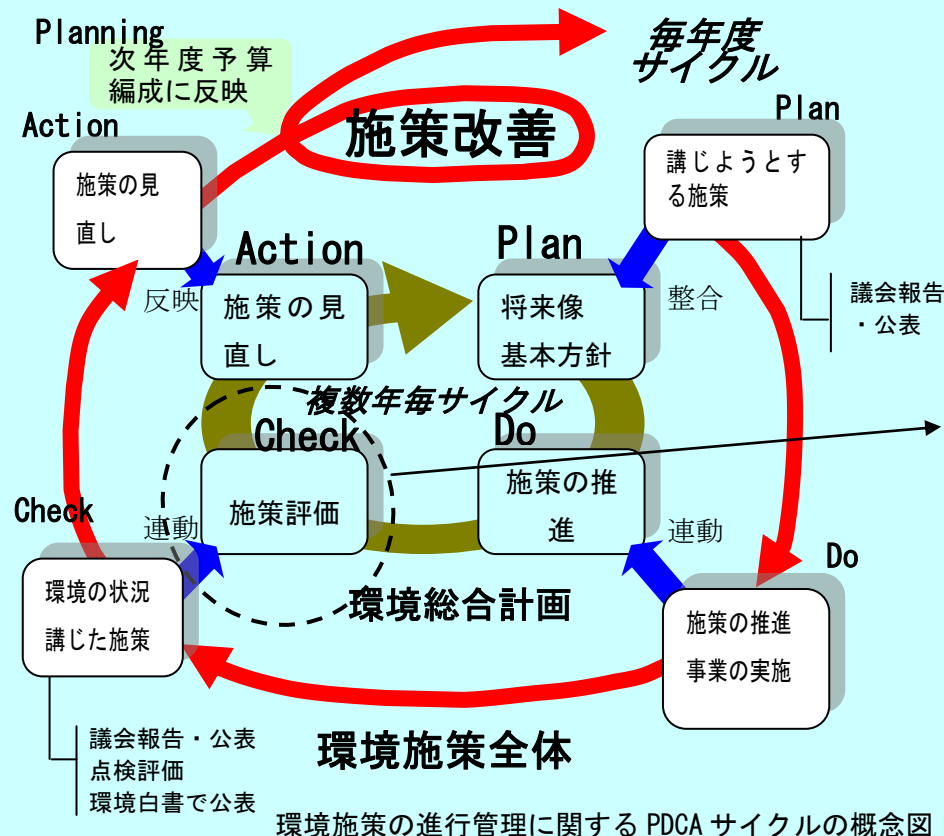 Planning
次年度予算
編成に反映
毎年度
サイクル
施策改善
Action
施策の見
直し
Plan
講じようとす
る施策
議会報告
・公表
反映
整合
Action
施策の見
直し
Plan
将来像
基本方針
複数年毎サイクル
Check
施策評価
Do
施策の推
進
連動
連動
環境総合計画
Check
環境の状況
講じた施策
Do
施策の推進
事業の実施
議会報告・公表
点検評価
環境白書で公表
環境施策全体
環境施策の進行管理に関する PDCA サイクルの概念図